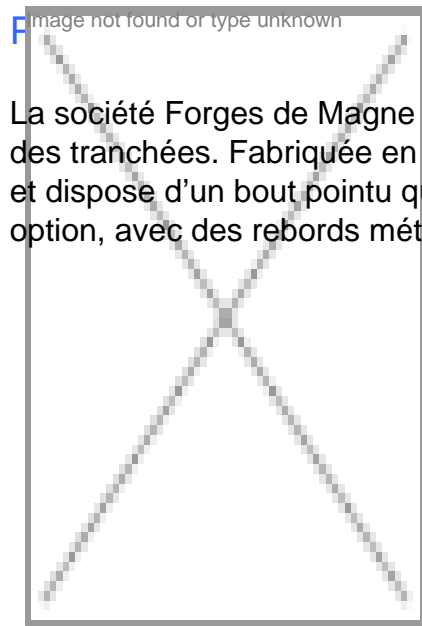 Image not found or type unknown
La société Forges de Magne
des tranchées. Fabriquée en
et dispose d'un bout pointu
option, avec des rebords